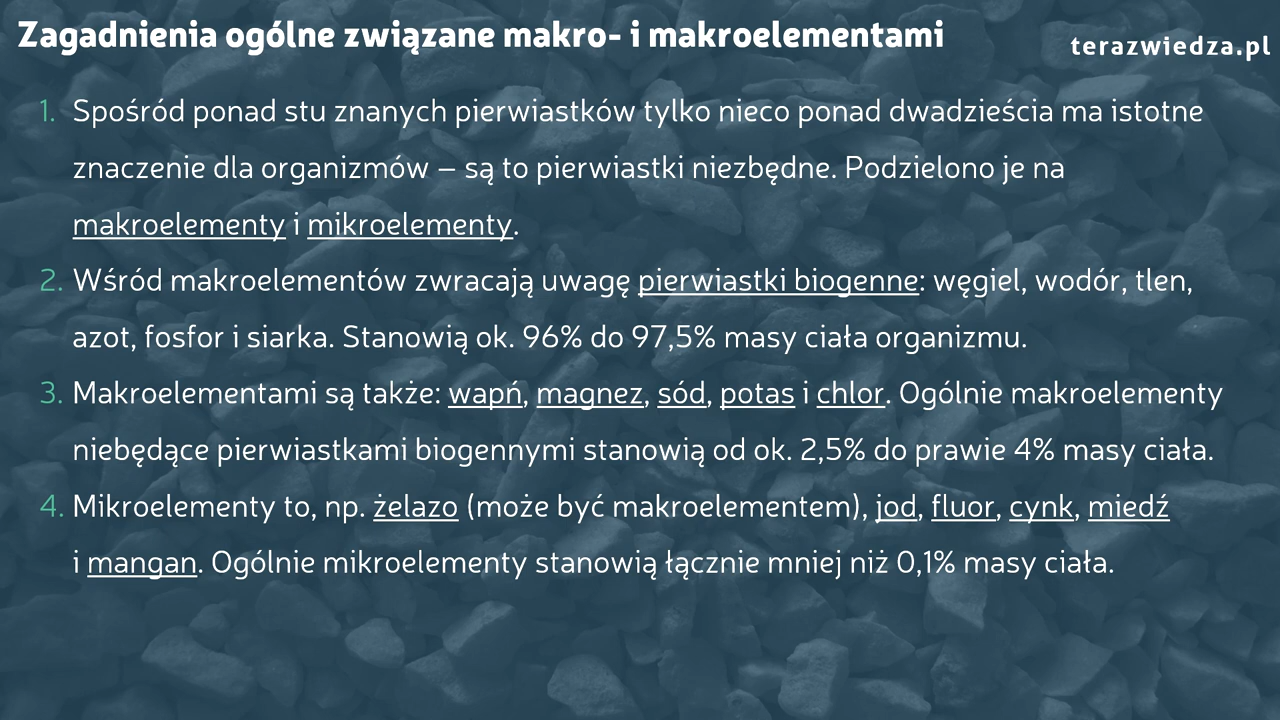 Zagadnienia ogólne związane makro- i makroelementami
terazwiedza.pl
1. Spośród ponad stu znanych pierwiastków tylko nieco ponad dwadzieścia ma istotne
znaczenie dla organizmów – są to pierwiastki niezbędne. Podzielono je na
makroelementy i mikroelementy.
2. Wśród makroelementów zwracają uwagę pierwiastki biogenne: węgiel, wodór, tlen,
azot, fosfor i siarka. Stanowią ok. 96% do 97,5% masy ciała organizmu.
3. Makroelementami są także: wapń, magnez, sód, potas i chlor. Ogólnie makroelementy
niebędące pierwiastkami biogennymi stanowią od ok. 2,5% do prawie 4% masy ciała.
4. Mikroelementy to, np. żelazo (może być makroelementem), jod, fluor, cynk, miedź
i mangan. Ogólnie mikroelementy stanowią łącznie mniej niż 0,1% masy ciała.